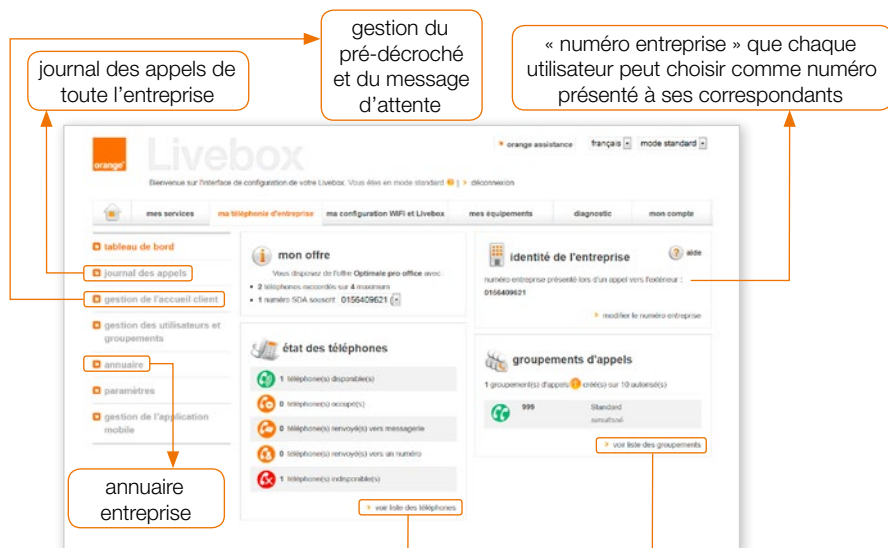 gestion du
pré-décroché
et du message
d'attente
journal des appels de
toute l'entreprise
« numéro entreprise » que chaque
utilisateur peut choisir comme numéro
présenté à ses correspondants
orange
Livebox
orange assistance
français
mode standard
Bienvenue sur l'interface de configuration de votre Livebox. Vous êtes en mode standard ? | > déconnexion
mes services
ma téléphonie d'entreprise
ma configuration WiFi et Livebox
mes équipements
diagnostic
mon compte
tableau de bord
journal des appels
gestion de l'accueil client
gestion des utilisateurs et
groupements
annuaire
paramètres
gestion de l'application
mobile
mon offre
Vous disposez de l'offre Optimale pro office avec:
• 2 téléphones raccordés sur 4 maximum
• 1 numéro SDA souscrit : 0156409621
identité de l'entreprise
? aide
numéro entreprise présenté lors d'un appel vers l'extérieur :
0156409621
> modifier le numéro entreprise
état des téléphones
1 téléphone(s) disponible(s)
0 téléphone(s) occupé(s)
0 téléphone(s) renvoyé(s) vers messagerie
0 téléphone(s) renvoyé(s) vers un numéro
1 téléphone(s) indisponible(s)
> voir liste des téléphones
groupements d'appels
1 groupement(s) d'appels ? créé(s) sur 10 autorisé(s)
999 Standard
> voir liste des groupements
annuaire
entreprise